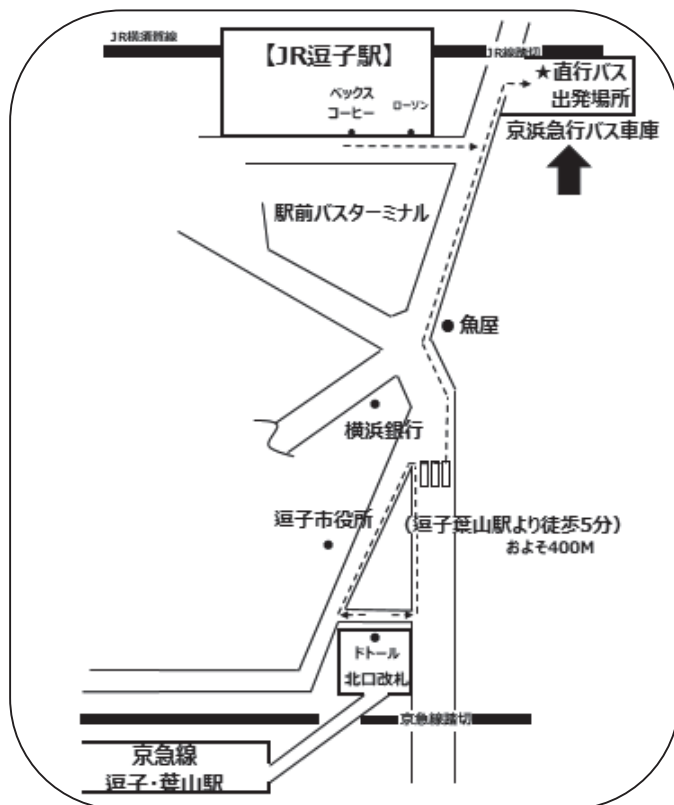 JR横須賀線
【JR逗子駅】
JR線踏切
ベックス
コーヒー
ローソン
★直行バス
出発場所
京浜急行バス車庫
駅前バスターミナル
魚屋
横浜銀行
逗子市役所
(逗子葉山駅より徒歩5分)
およそ400M
ドトール
北口改札
京急線踏切
京急線
逗子・葉山駅